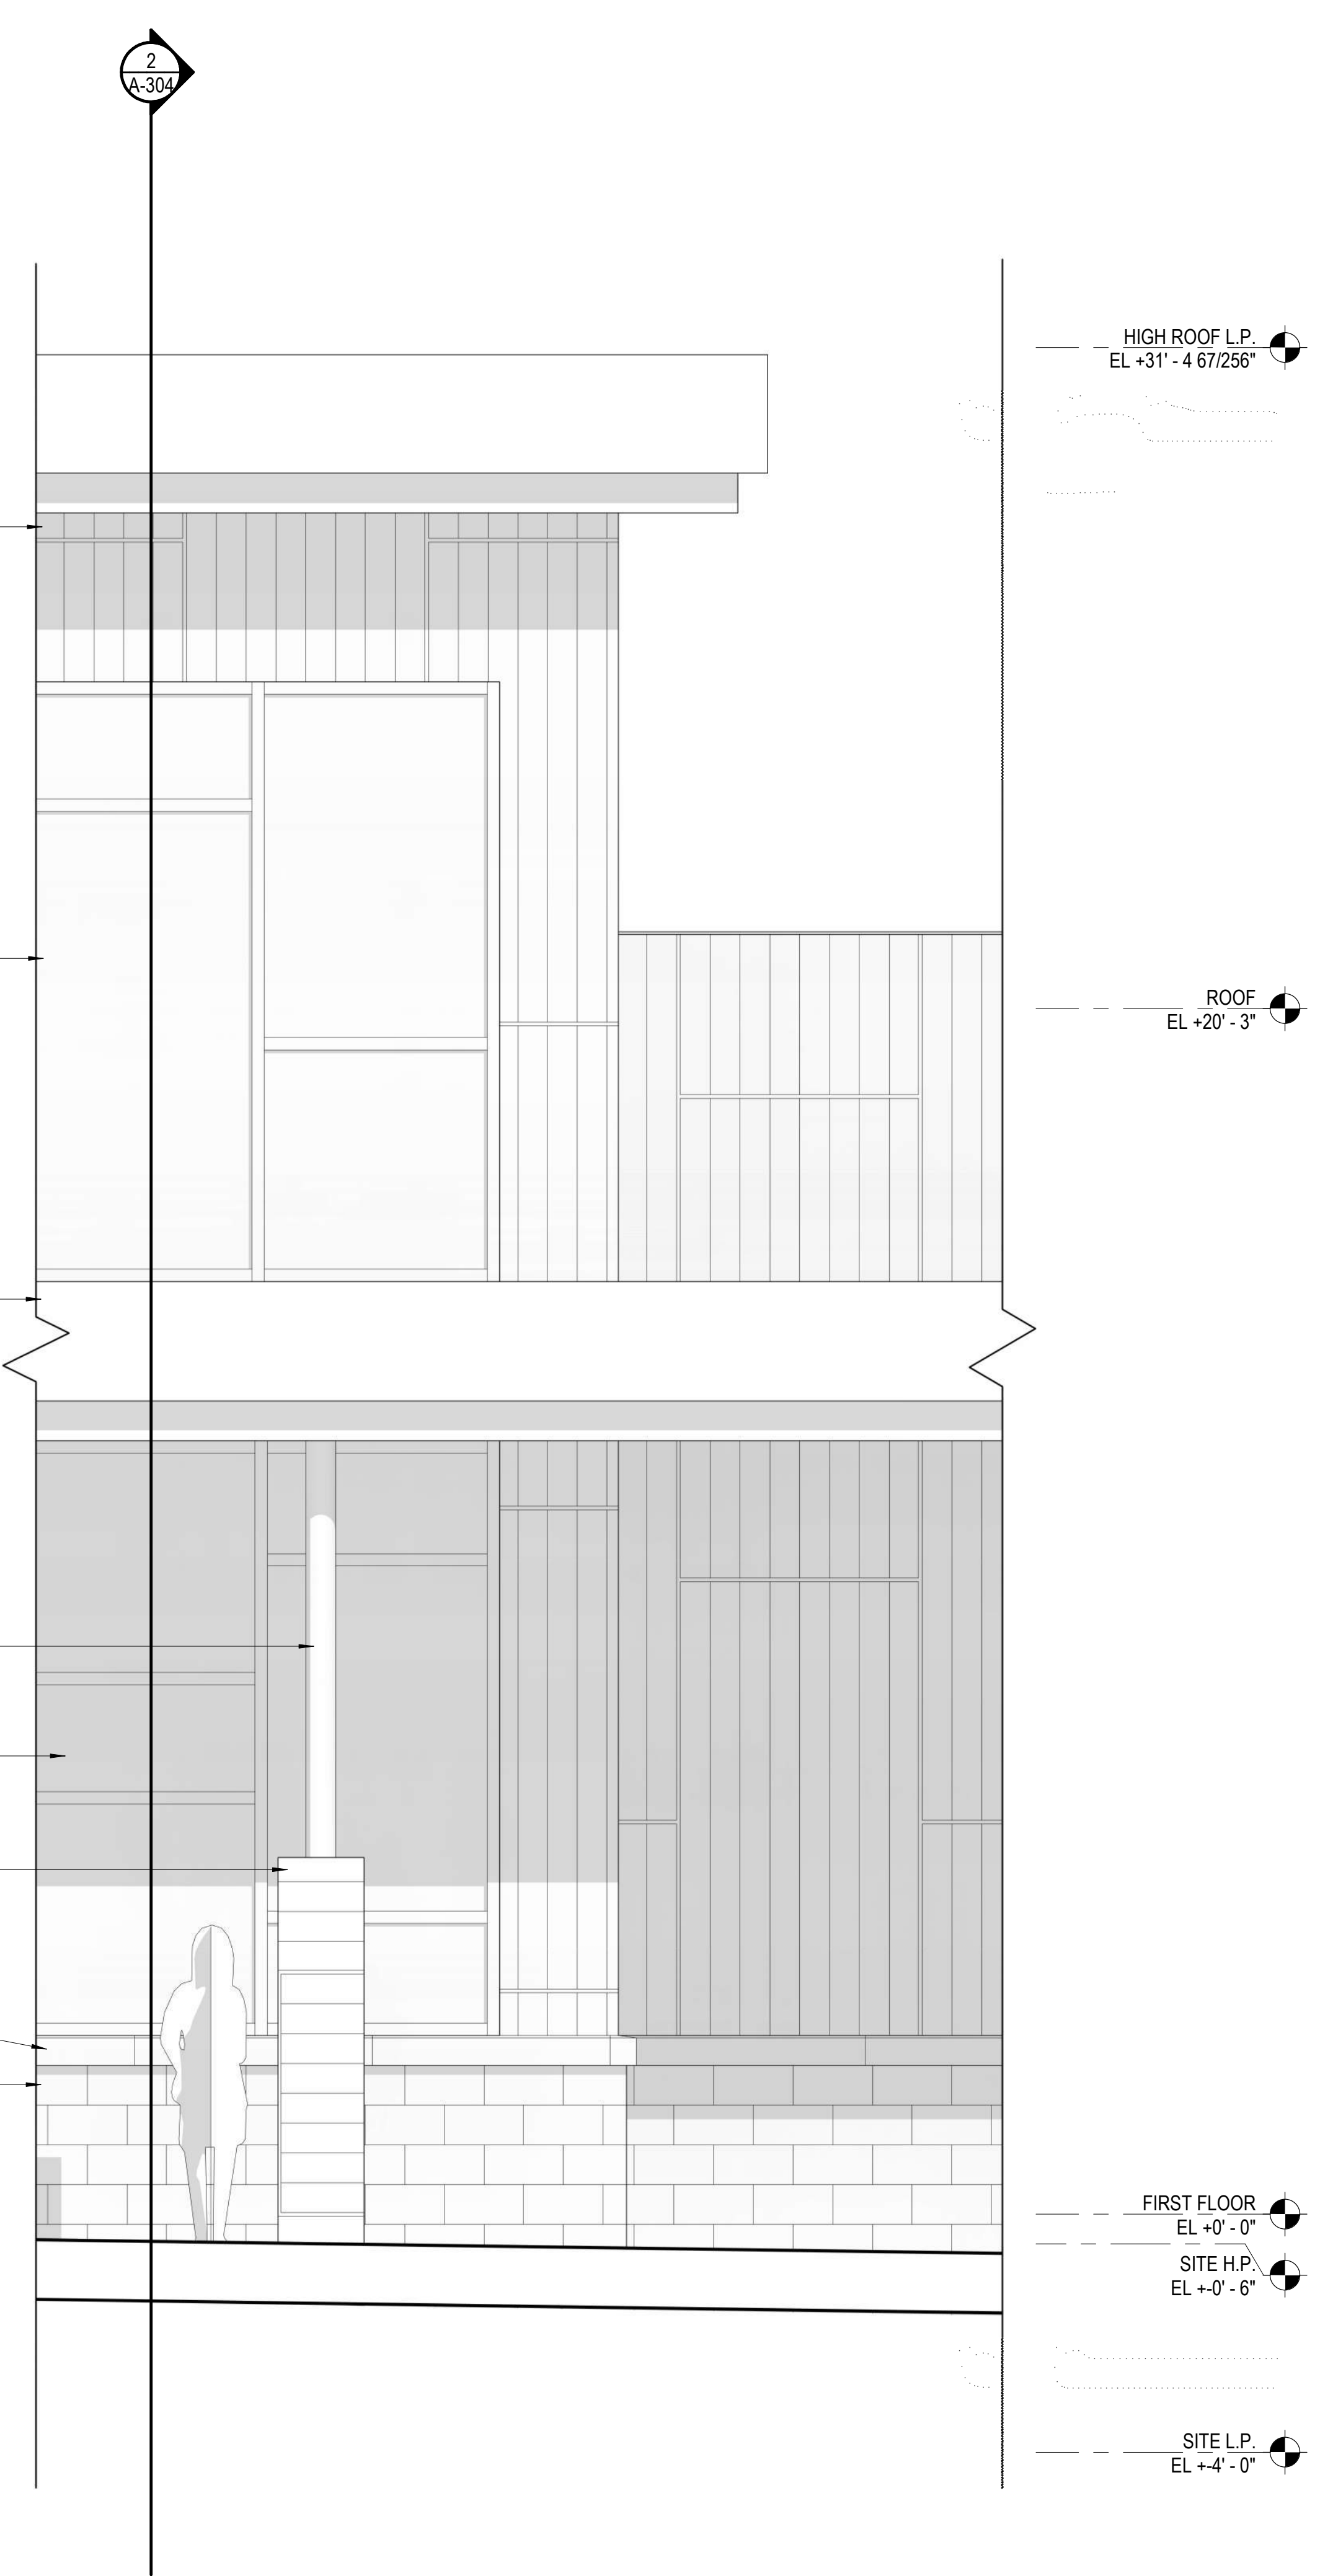 2
A-304
HIGH ROOF L.P.
EL +31' - 4 67/256"
ROOF
EL +20' - 3"
FIRST FLOOR
EL +0' - 0"
SITE H.P.
EL +-0' - 6"
SITE L.P.
EL +-4' - 0"